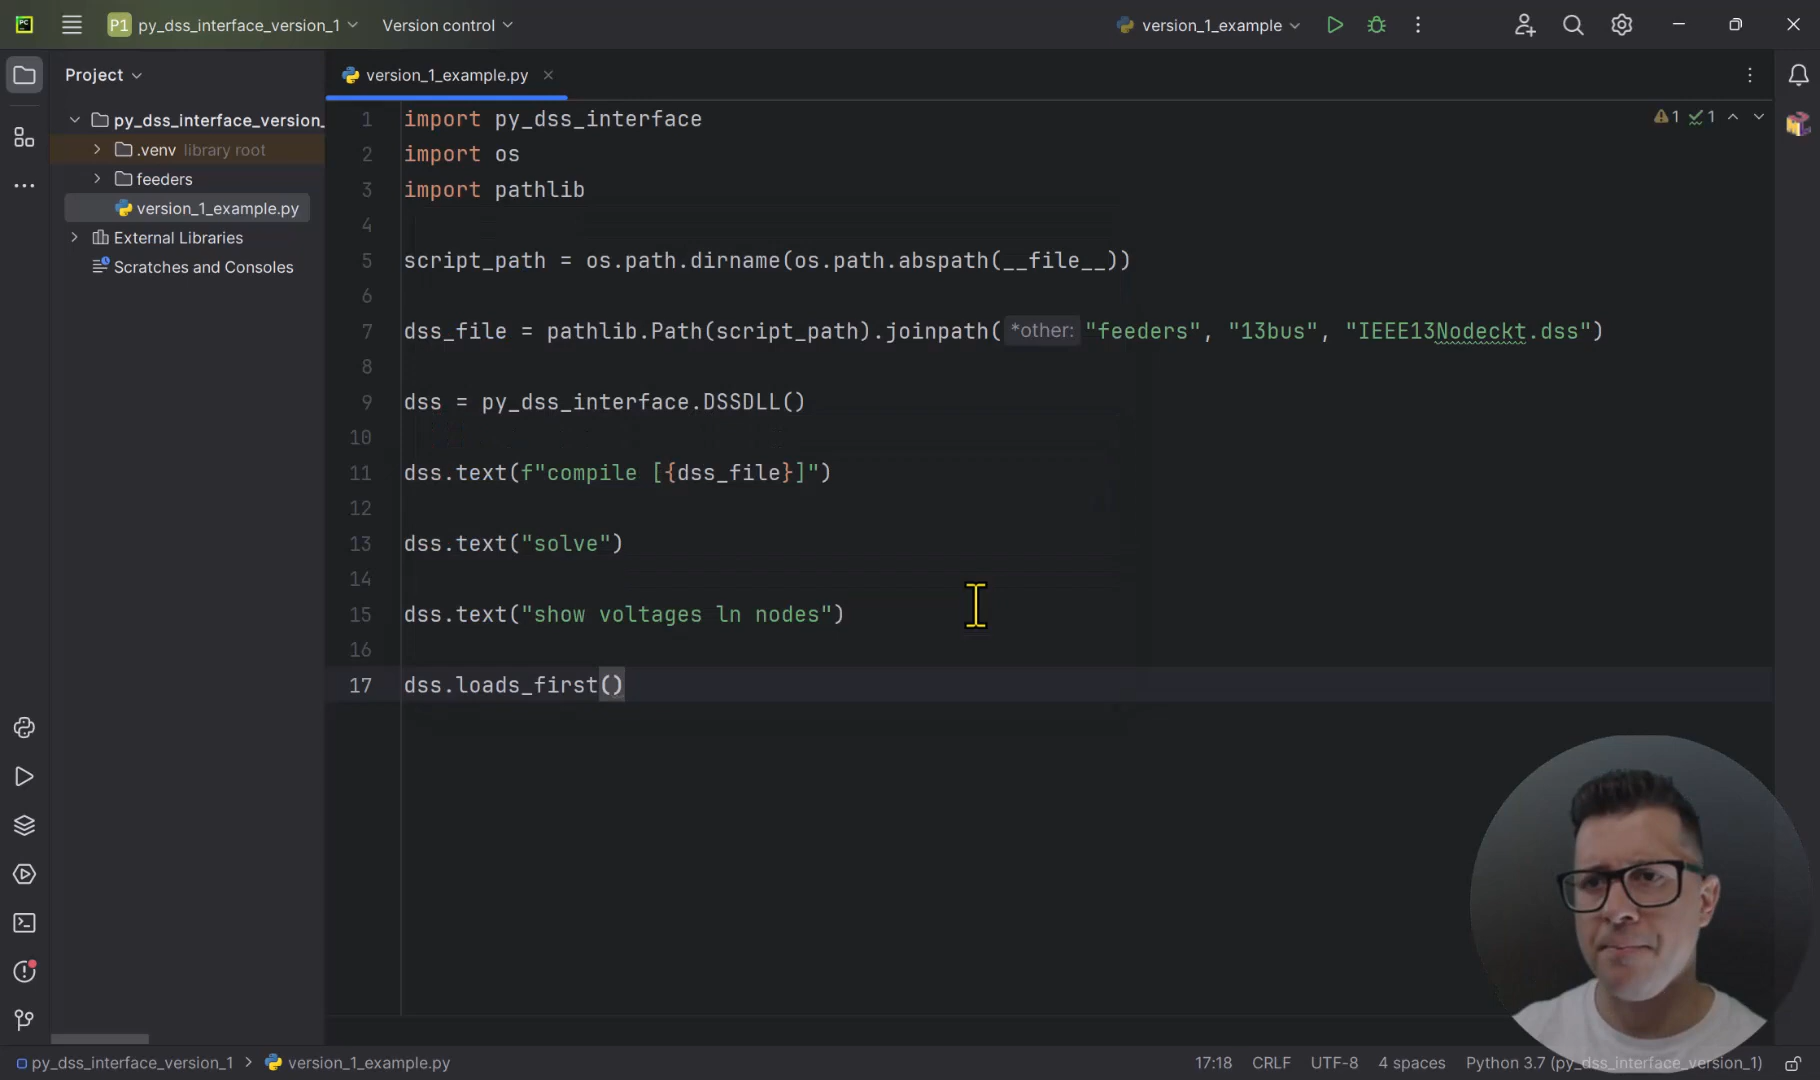 P1 py_dss_interface_version_1 Version control version_1_example
Project version_1_example.py
py_dss_interface_version_
.venv library root
feeders
version_1_example.py
External Libraries
Scratches and Consoles
1 1
1 import py_dss_interface
2 import os
3 import pathlib
4
5 script_path = os.path.dirname(os.path.abspath(__file__))
6
7 dss_file = pathlib.Path(script_path).joinpath(*other: "feeders", "13bus", "IEEE13Nodeckt.dss")
8
9 dss = py_dss_interface.DSSDLL()
10
11 dss.text(f"compile [{dss_file}]")
12
13 dss.text("solve")
14
15 dss.text("show voltages ln nodes")
16
17 dss.loads_first()
py_dss_interface_version_1 version_1_example.py 17:18 CRLF UTF-8 4 spaces Python 3.7 (py_dss_interface_version_1)